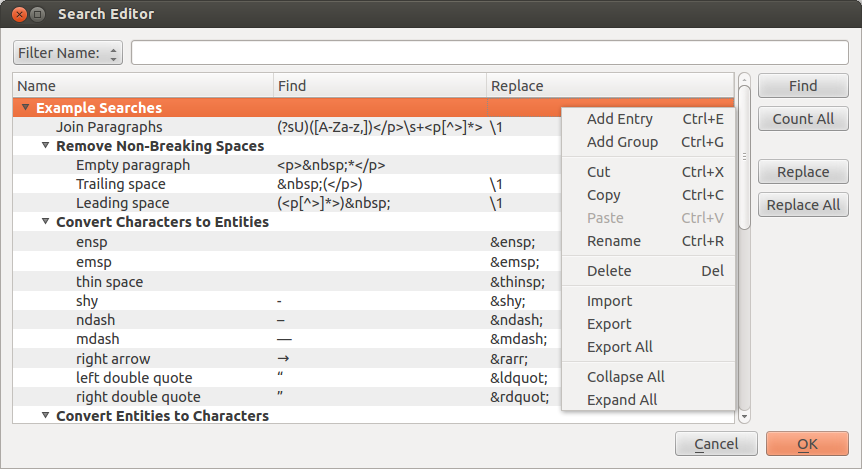 Search Editor
Filter Name:
Name Find Replace
Example Searches
Join Paragraphs (?sU)([A-Za-z,])</p>\s+<p[^>]*> \1
Remove Non-Breaking Spaces
Empty paragraph <p>&nbsp;*</p>
Trailing space &nbsp;(</p>) \1
Leading space (<p[^>]*>)&nbsp; \1
Convert Characters to Entities
ensp &ensp;
emsp &emsp;
thin space &thinsp;
shy - &shy;
ndash – &ndash;
mdash — &mdash;
right arrow → &rarr;
left double quote “ &ldquot;
right double quote ” &rdquot;
Convert Entities to Characters
Add Entry Ctrl+E
Add Group Ctrl+G
Cut Ctrl+X
Copy Ctrl+C
Paste Ctrl+V
Rename Ctrl+R
Delete Del
Import
Export
Export All
Collapse All
Expand All
Find
Count All
Replace
Replace All
Cancel
OK